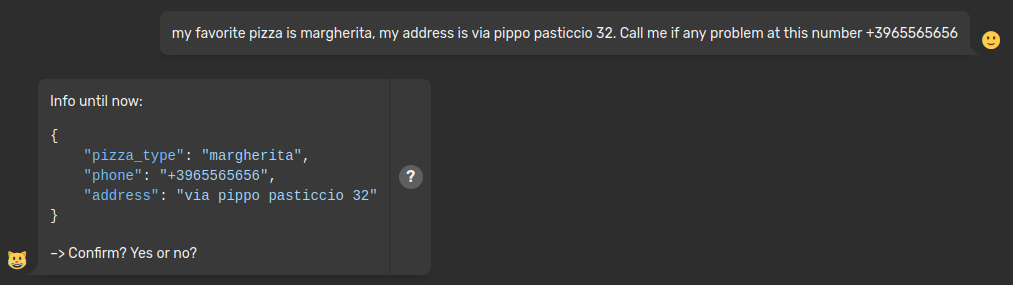 my favorite pizza is margherita, my address is via pippo pasticcio 32. Call me if any problem at this number +3965565656
Info until now:
{
    "pizza_type": "margherita",
    "phone": "+3965565656",
    "address": "via pippo pasticcio 32"
}
?
–> Confirm? Yes or no?